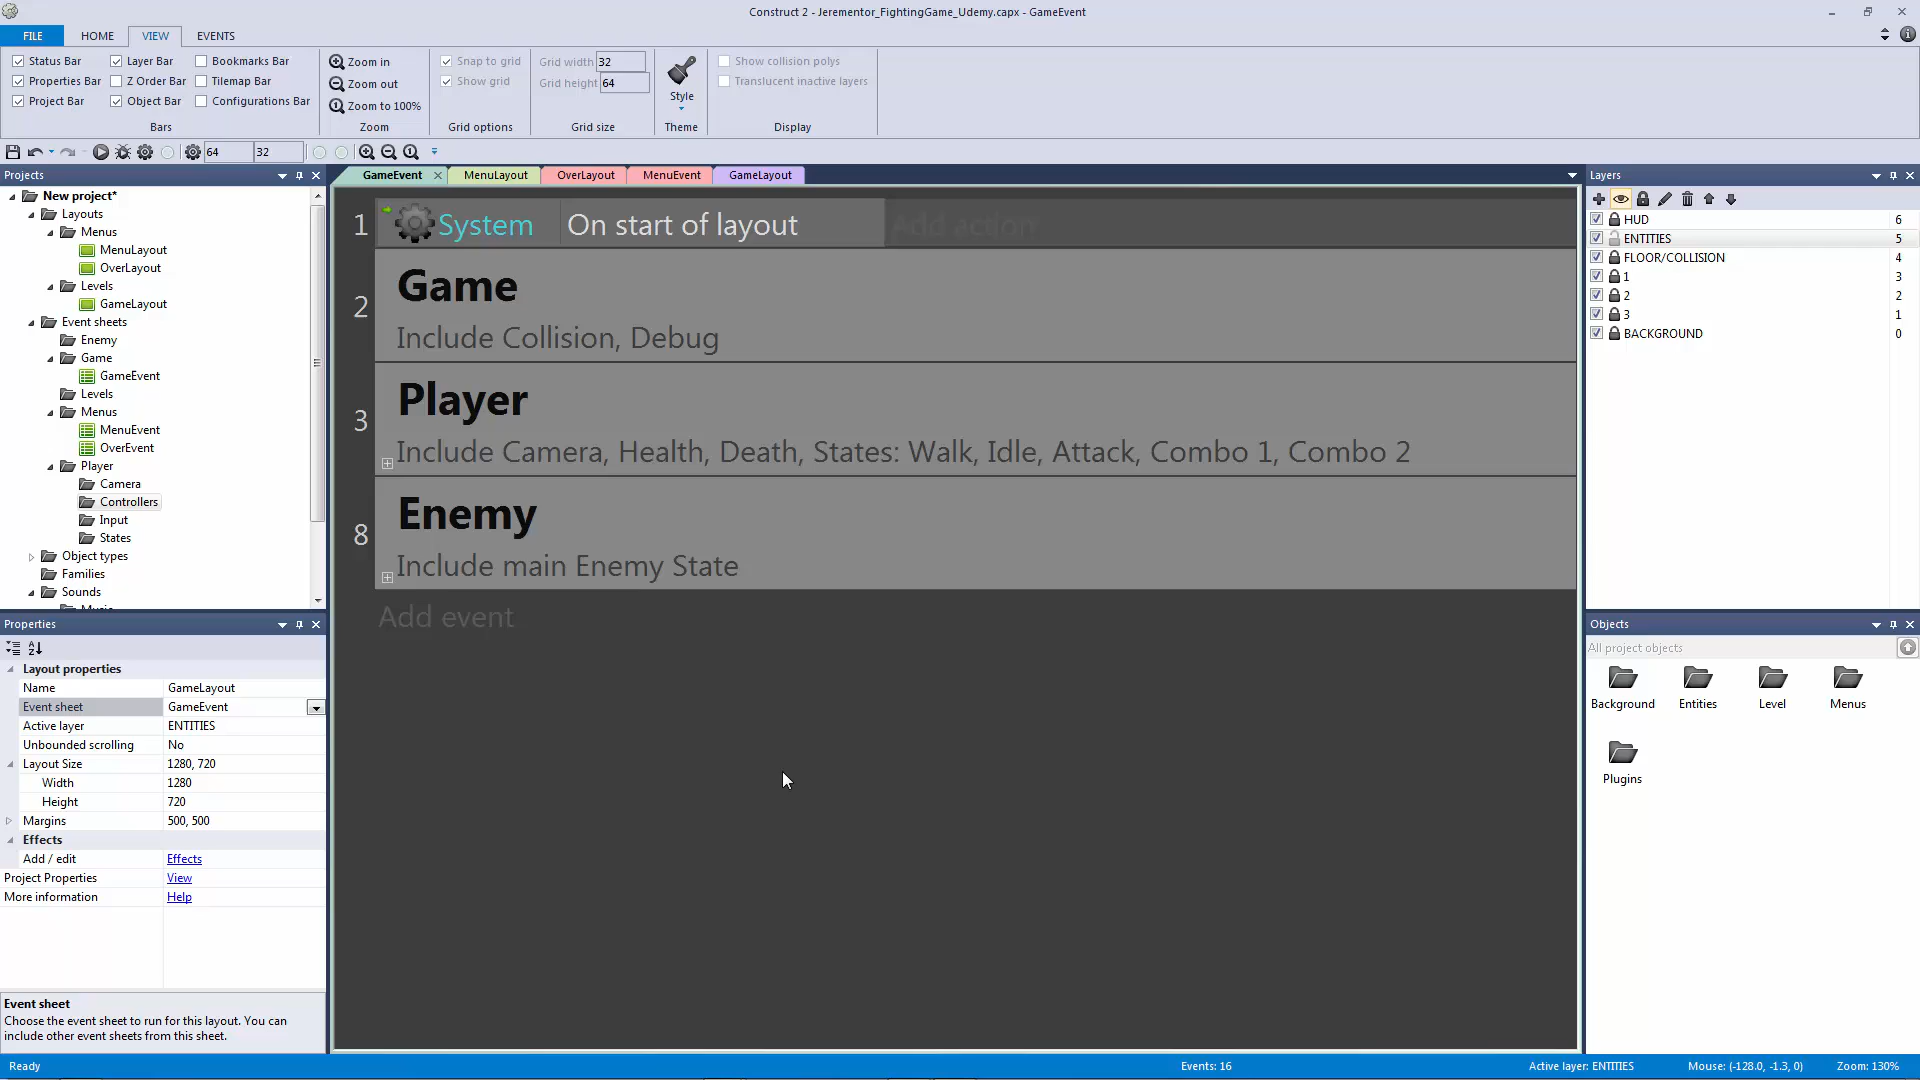 Construct 2 - Jerementor_FightingGame_Udemy.capx - GameEvent
FILE HOME VIEW EVENTS
Status Bar Layer Bar Bookmarks Bar
Properties Bar Z Order Bar Tilemap Bar
Project Bar Object Bar Configurations Bar
Bars
Zoom in
Zoom out
Zoom to 100%
Zoom
Snap to grid
Show grid
Grid options
Grid width 32
Grid height 64
Grid size
Style
Theme
Show collision polys
Translucent inactive layers
Display
64 32
Projects
New project*
Layouts
Menus
MenuLayout
OverLayout
Levels
GameLayout
Event sheets
Enemy
Game
GameEvent
Levels
Menus
MenuEvent
OverEvent
Player
Camera
Controllers
Input
States
Object types
Families
Sounds
Properties
Layout properties
Name GameLayout
Event sheet GameEvent
Active layer ENTITIES
Unbounded scrolling No
Layout Size 1280, 720
Width 1280
Height 720
Margins 500, 500
Effects
Add / edit Effects
Project Properties View
More information Help
Event sheet
Choose the event sheet to run for this layout. You can
include other event sheets from this sheet.
GameEvent MenuLayout OverLayout MenuEvent GameLayout
1 System On start of layout Add action
2 Game
Include Collision, Debug
3 Player
Include Camera, Health, Death, States: Walk, Idle, Attack, Combo 1, Combo 2
8 Enemy
Include main Enemy State
Add event
Layers
HUD 6
ENTITIES 5
FLOOR/COLLISION 4
1 3
2 2
3 1
BACKGROUND 0
Objects
All project objects
Background Entities Level Menus
Plugins
Ready Events: 16 Active layer: ENTITIES Mouse: (-128.0, -1.3, 0) Zoom: 130%